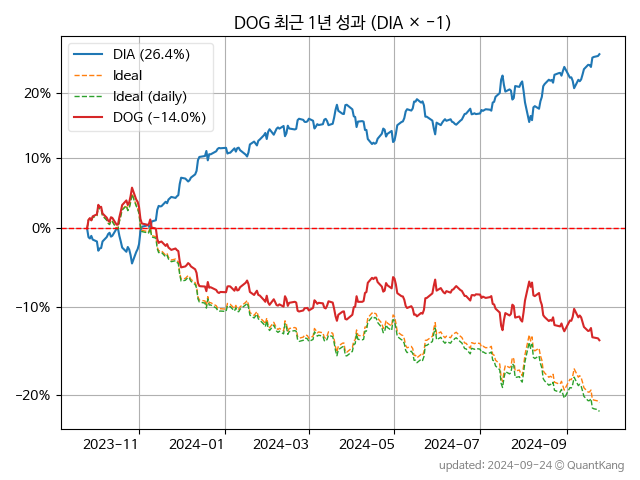 DOG 최근 1년 성과 (DIA × −1)
DIA (26.4%)
Ideal
Ideal (daily)
DOG (−14.0%)
20%
10%
0%
−10%
−20%
2023−11
2024−01
2024−03
2024−05
2024−07
2024−09
updated: 2024−09−24 © QuantKang